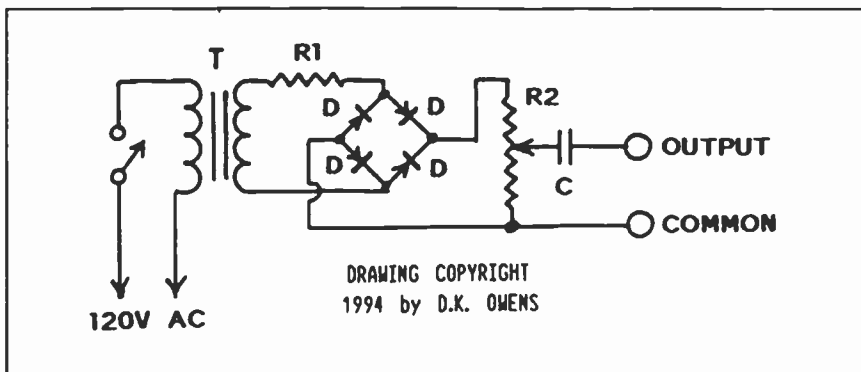 T
R1
D
D
D
D
R2
C
OUTPUT
COMMON
120V AC
DRAWING COPYRIGHT
1994 by D.K. OWENS